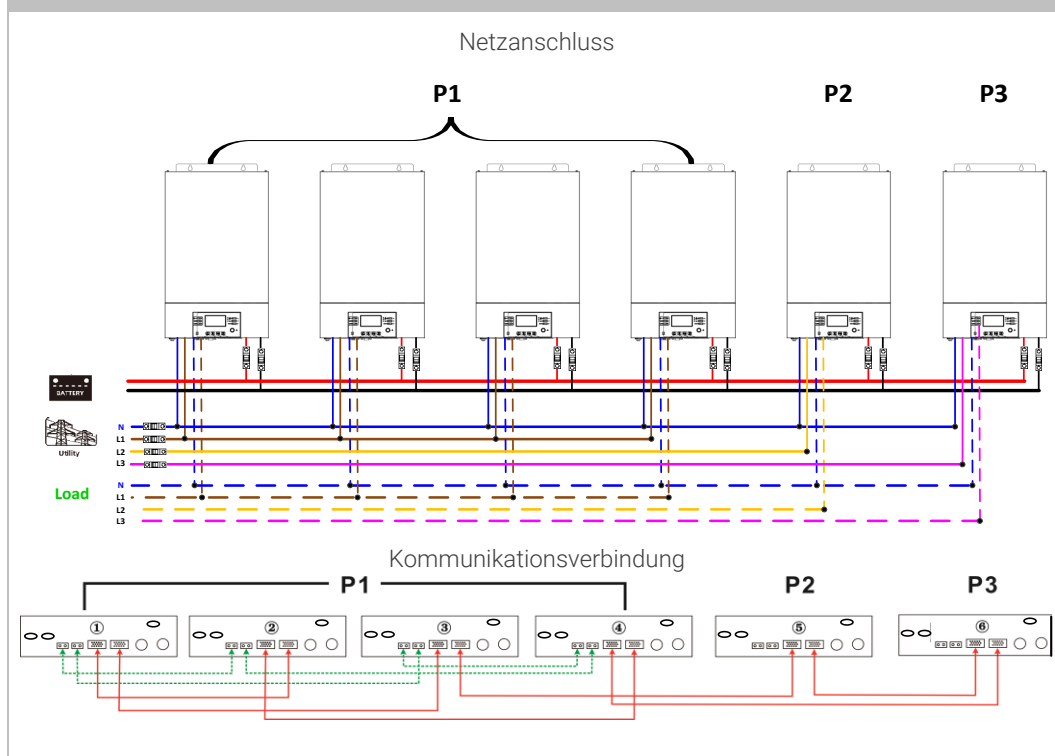 Netzanschluss
P1 P2 P3
BATTERY
N
L1
Utility
L2
L3
Load
N
L1
L2
L3
Kommunikationsverbindung
P1 P2 P3
① ② ③ ④ ⑤ ⑥